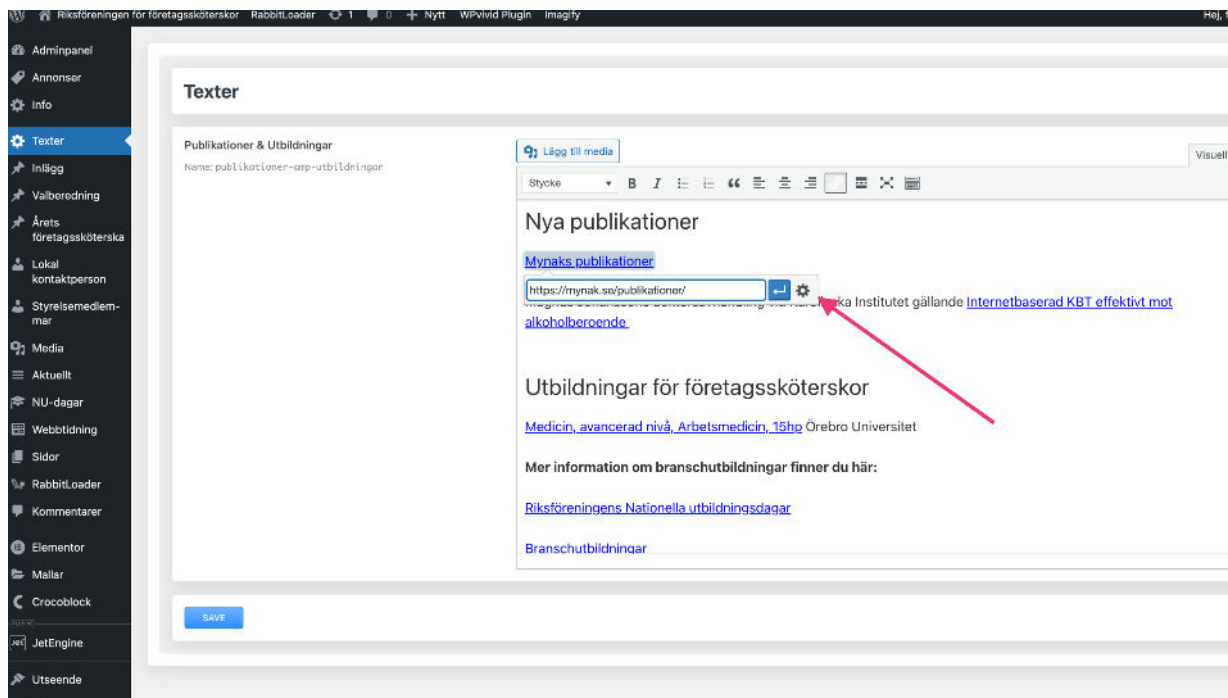 Riksföreningen för företagssköterskor RabbitLoader 1 0 + Nytt WPvivid Plugin Imagify Hej,
Adminpanel
Annonser
Info
Texter
Inlägg
Valberedning
Årets
företagssköterska
Lokal
kontaktperson
Styrelsemedlem-
mar
Media
Aktuellt
NU-dagar
Webbtidning
Sidor
RabbitLoader
Kommentarer
Elementor
Mallar
Crocoblock
JetEngine
Utseende
Texter
Publikationer & Utbildningar
Name: publikationer-amp-utbildningar
Lägg till media
Visuell
Stycke B I
Nya publikationer
Mynaks publikationer
https://mynak.se/publikationer/
Institutet gällande Internetbaserad KBT effektivt mot
alkoholberoende
Utbildningar för företagssköterskor
Medicin, avancerad nivå, Arbetsmedicin, 15hp Örebro Universitet
Mer information om branschutbildningar finner du här:
Riksföreningens Nationella utbildningsdagar
Branschutbildningar
SAVE